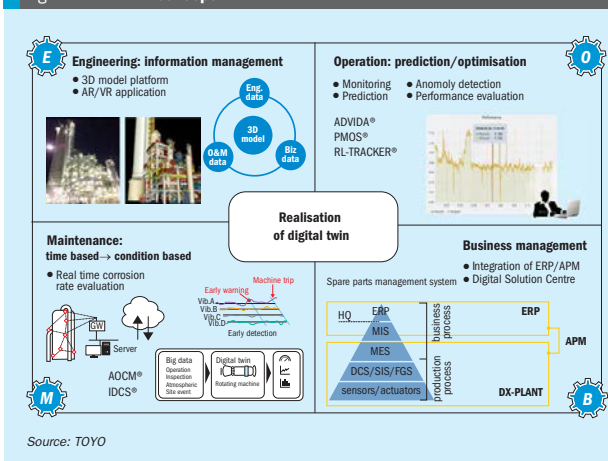 E
Engineering: information management
● 3D model platform
● AR/VR application
Eng.
data
3D
model
O&M
data
Biz
data
O
Operation: prediction/optimisation
● Monitoring
● Anomoly detection
● Prediction
● Performance evaluation
ADVIDA®
PMOS®
RL-TRACKER®
Realisation
of digital twin
Maintenance:
time based→ condition based
● Real time corrosion
rate evaluation
GW
Server
AOCM®
IDCS®
Machine trip
Early warning
Vib.A
Vib.B
Vib.C
Vib.D
Early detection
Big data
Operation
Inspection
Atmospheric
Site event
Digital twin
Rotating machine
M
Business management
● Integration of ERP/APM
● Digital Solution Centre
Spare parts management system
HQ
ERP
MIS
MES
DCS/SIS/FGS
sensors/actuators
business
process
production
process
ERP
APM
DX-PLANT
B
Source: TOYO